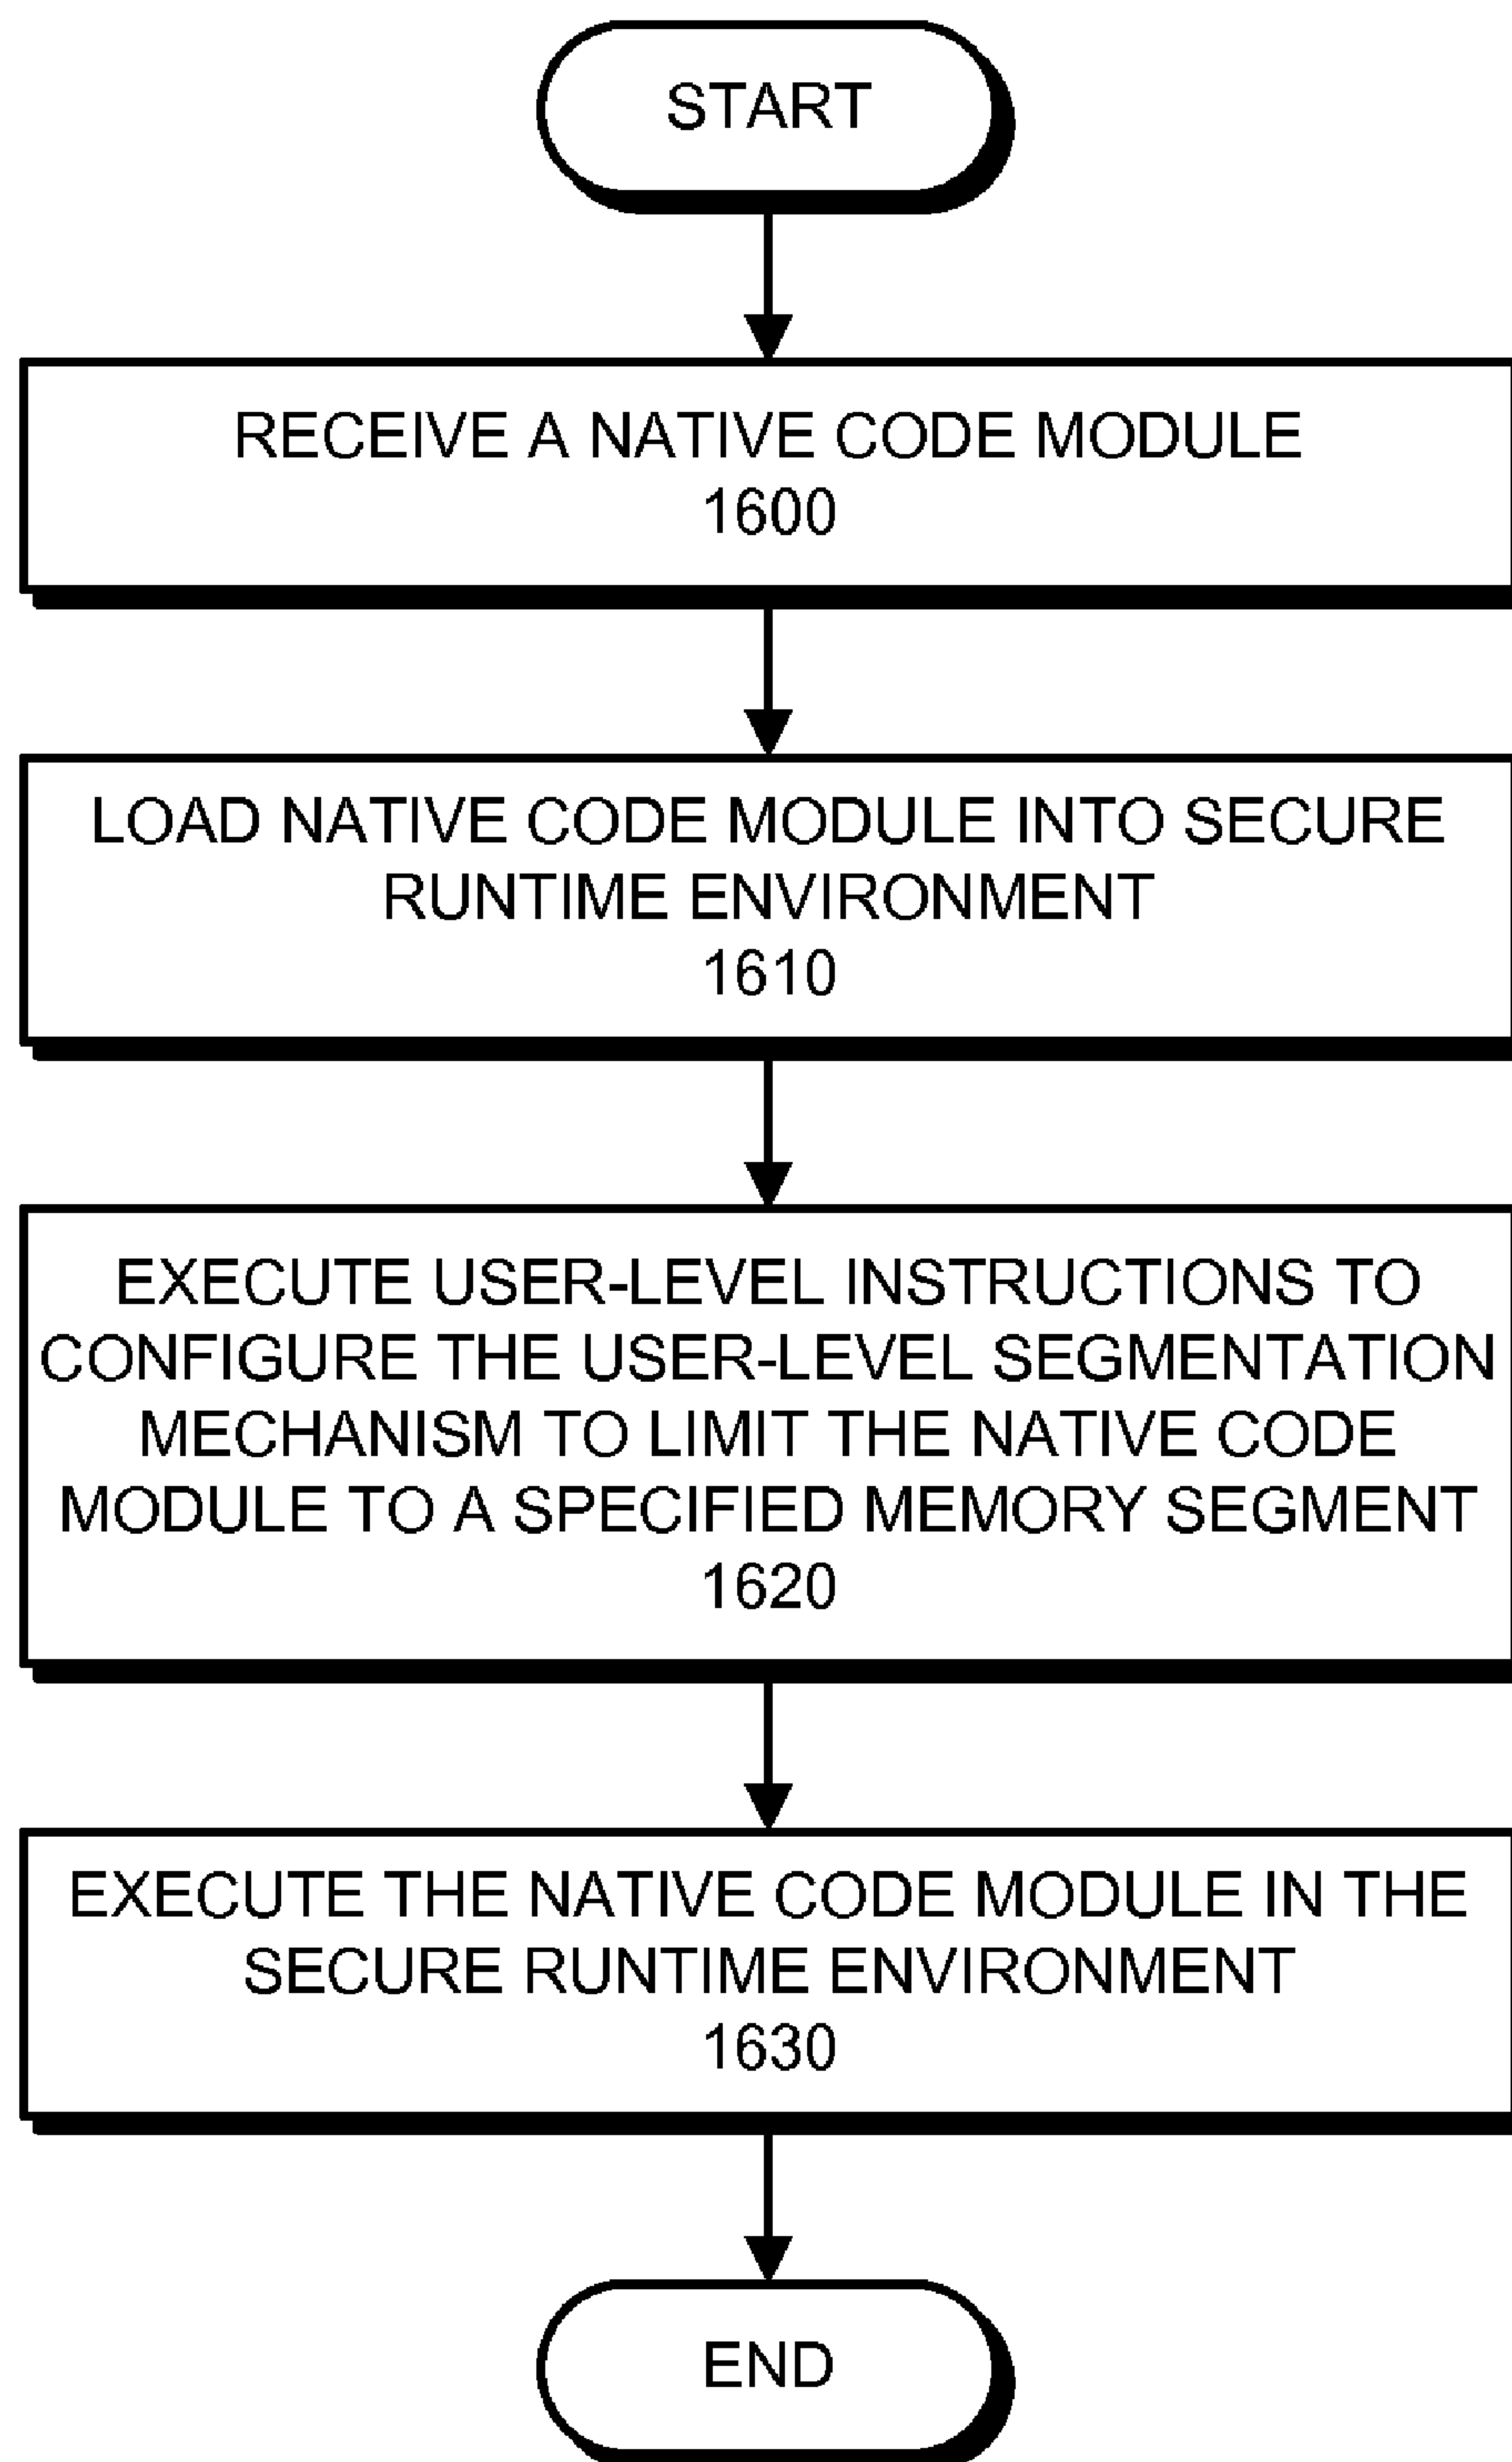 START
RECEIVE A NATIVE CODE MODULE
1600
LOAD NATIVE CODE MODULE INTO SECURE
RUNTIME ENVIRONMENT
1610
EXECUTE USER-LEVEL INSTRUCTIONS TO
CONFIGURE THE USER-LEVEL SEGMENTATION
MECHANISM TO LIMIT THE NATIVE CODE
MODULE TO A SPECIFIED MEMORY SEGMENT
1620
EXECUTE THE NATIVE CODE MODULE IN THE
SECURE RUNTIME ENVIRONMENT
1630
END